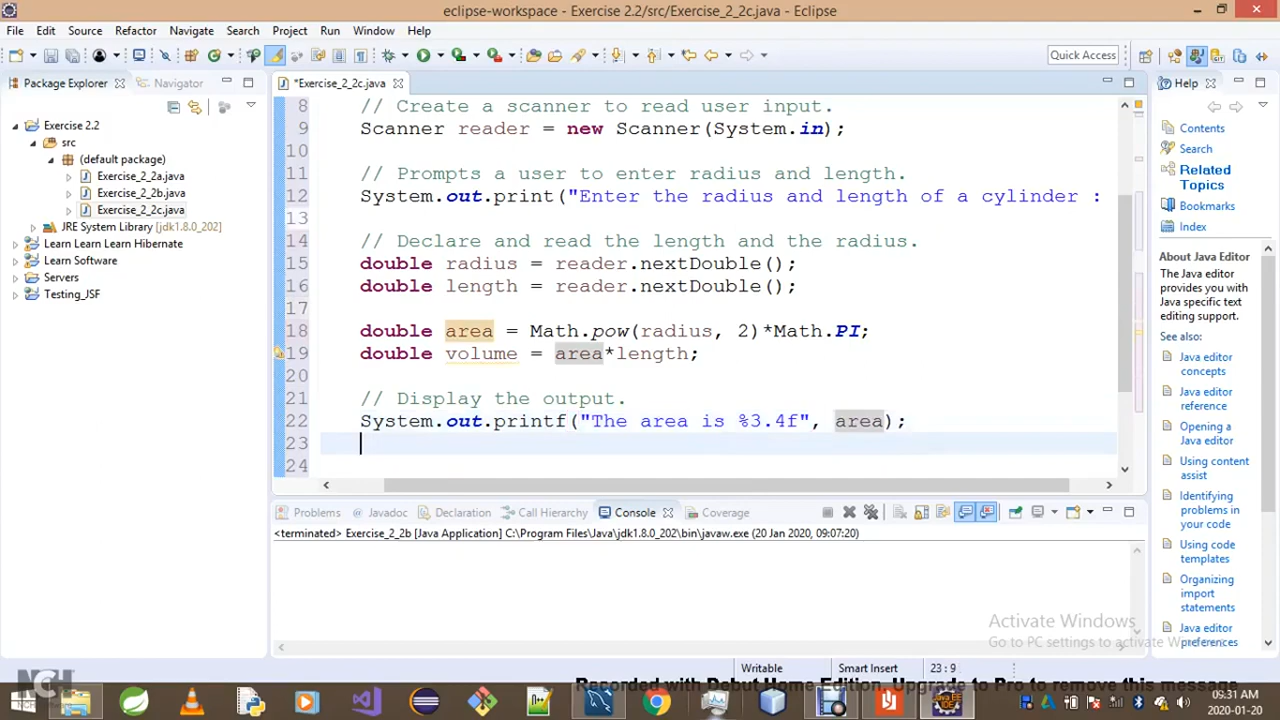 eclipse-workspace - Exercise 2.2/src/Exercise_2_2c.java - Eclipse
File Edit Source Refactor Navigate Search Project Run Window Help
Quick Access
Package Explorer Navigator
*Exercise_2_2c.java
Help
Exercise 2.2
src
(default package)
Exercise_2_2a.java
Exercise_2_2b.java
Exercise_2_2c.java
JRE System Library [jdk1.8.0_202]
Learn Learn Learn Hibernate
Learn Software
Servers
Testing_JSF
8 // Create a scanner to read user input.
9 Scanner reader = new Scanner(System.in);
10
11 // Prompts a user to enter radius and length.
12 System.out.print("Enter the radius and length of a cylinder :
13
14 // Declare and read the length and the radius.
15 double radius = reader.nextDouble();
16 double length = reader.nextDouble();
17
18 double area = Math.pow(radius, 2)*Math.PI;
19 double volume = area*length;
20
21 // Display the output.
22 System.out.printf("The area is %3.4f", area);
23
24
Contents
Search
Related
Topics
Bookmarks
Index
About Java Editor
The Java editor
provides you with
Java specific text
editing support.
See also:
Java editor
concepts
Java editor
reference
Opening a
Java editor
Using content
assist
Identifying
problems in
your code
Using code
templates
Organizing
import
statements
Java editor
preferences
Problems Javadoc Declaration Call Hierarchy Console Coverage
<terminated> Exercise_2_2b [Java Application] C:\Program Files\Java\jdk1.8.0_202\bin\javaw.exe (20 Jan 2020, 09:07:20)
Activate Windows
Go to PC settings to activate Windows.
Writable Smart Insert 23 : 9
NCH
Recorded with Debut Home Edition. Upgrade to Pro to remove this message
09:31 AM
2020-01-20